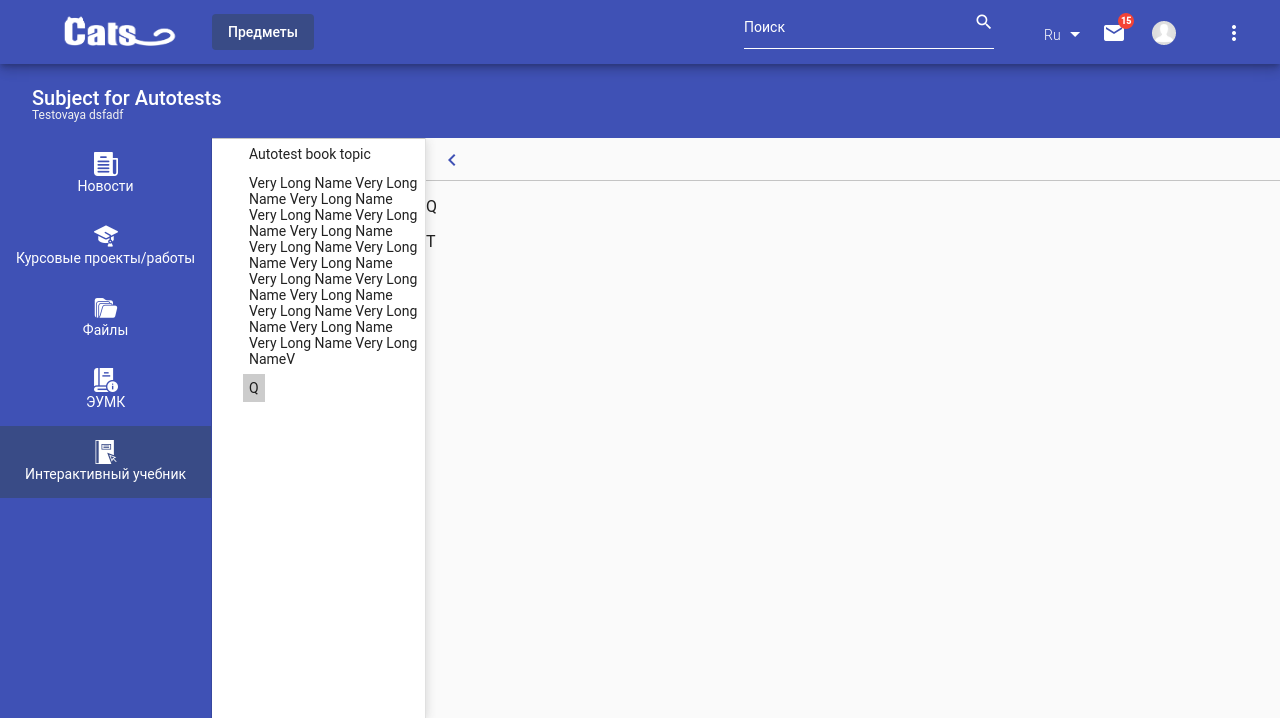 Cats
Предметы
Поиск
Ru
15
Subject for Autotests
Testovaya dsfadf
Новости
Курсовые проекты/работы
Файлы
ЭУМК
Интерактивный учебник
Autotest book topic
Very Long Name Very Long
Name Very Long Name
Very Long Name Very Long
Name Very Long Name
Very Long Name Very Long
Name Very Long Name
Very Long Name Very Long
Name Very Long Name
Very Long Name Very Long
Name Very Long Name
Very Long Name Very Long
NameV
Q
Q
T